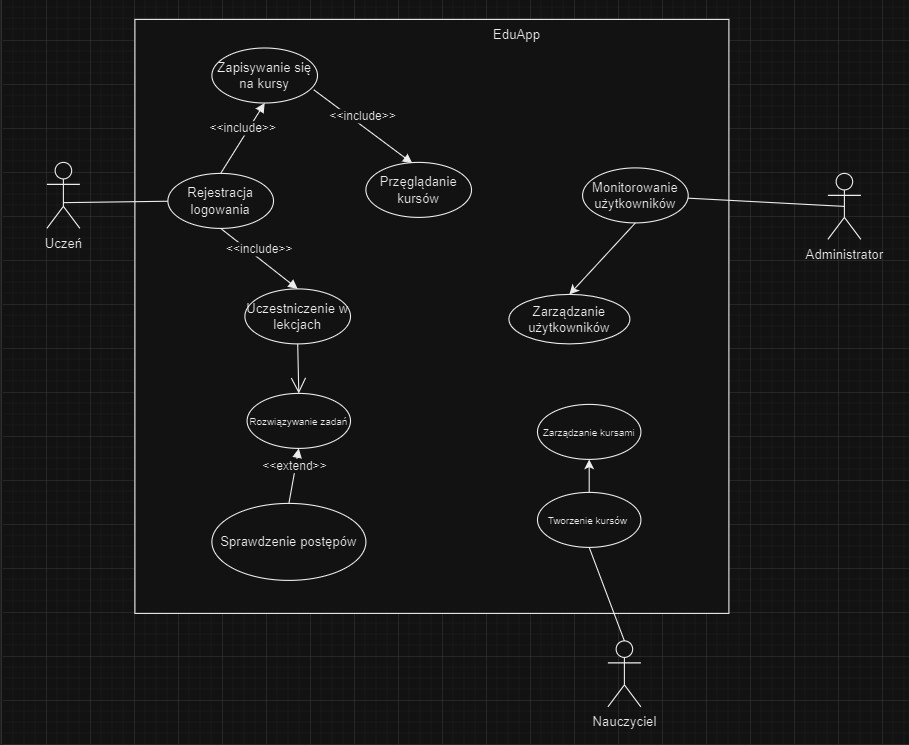 EduApp
Zapisywanie się
na kursy
<<include>>
<<include>>
Przęglądanie
kursów
Rejestracja
logowania
Monitorowanie
użytkowników
Uczeń
Administrator
<<include>>
Uczestniczenie w
lekcjach
Zarządzanie
użytkowników
Rozwiązywanie zadań
Zarządzanie kursami
<<extend>>
Tworzenie kursów
Sprawdzenie postępów
Nauczyciel